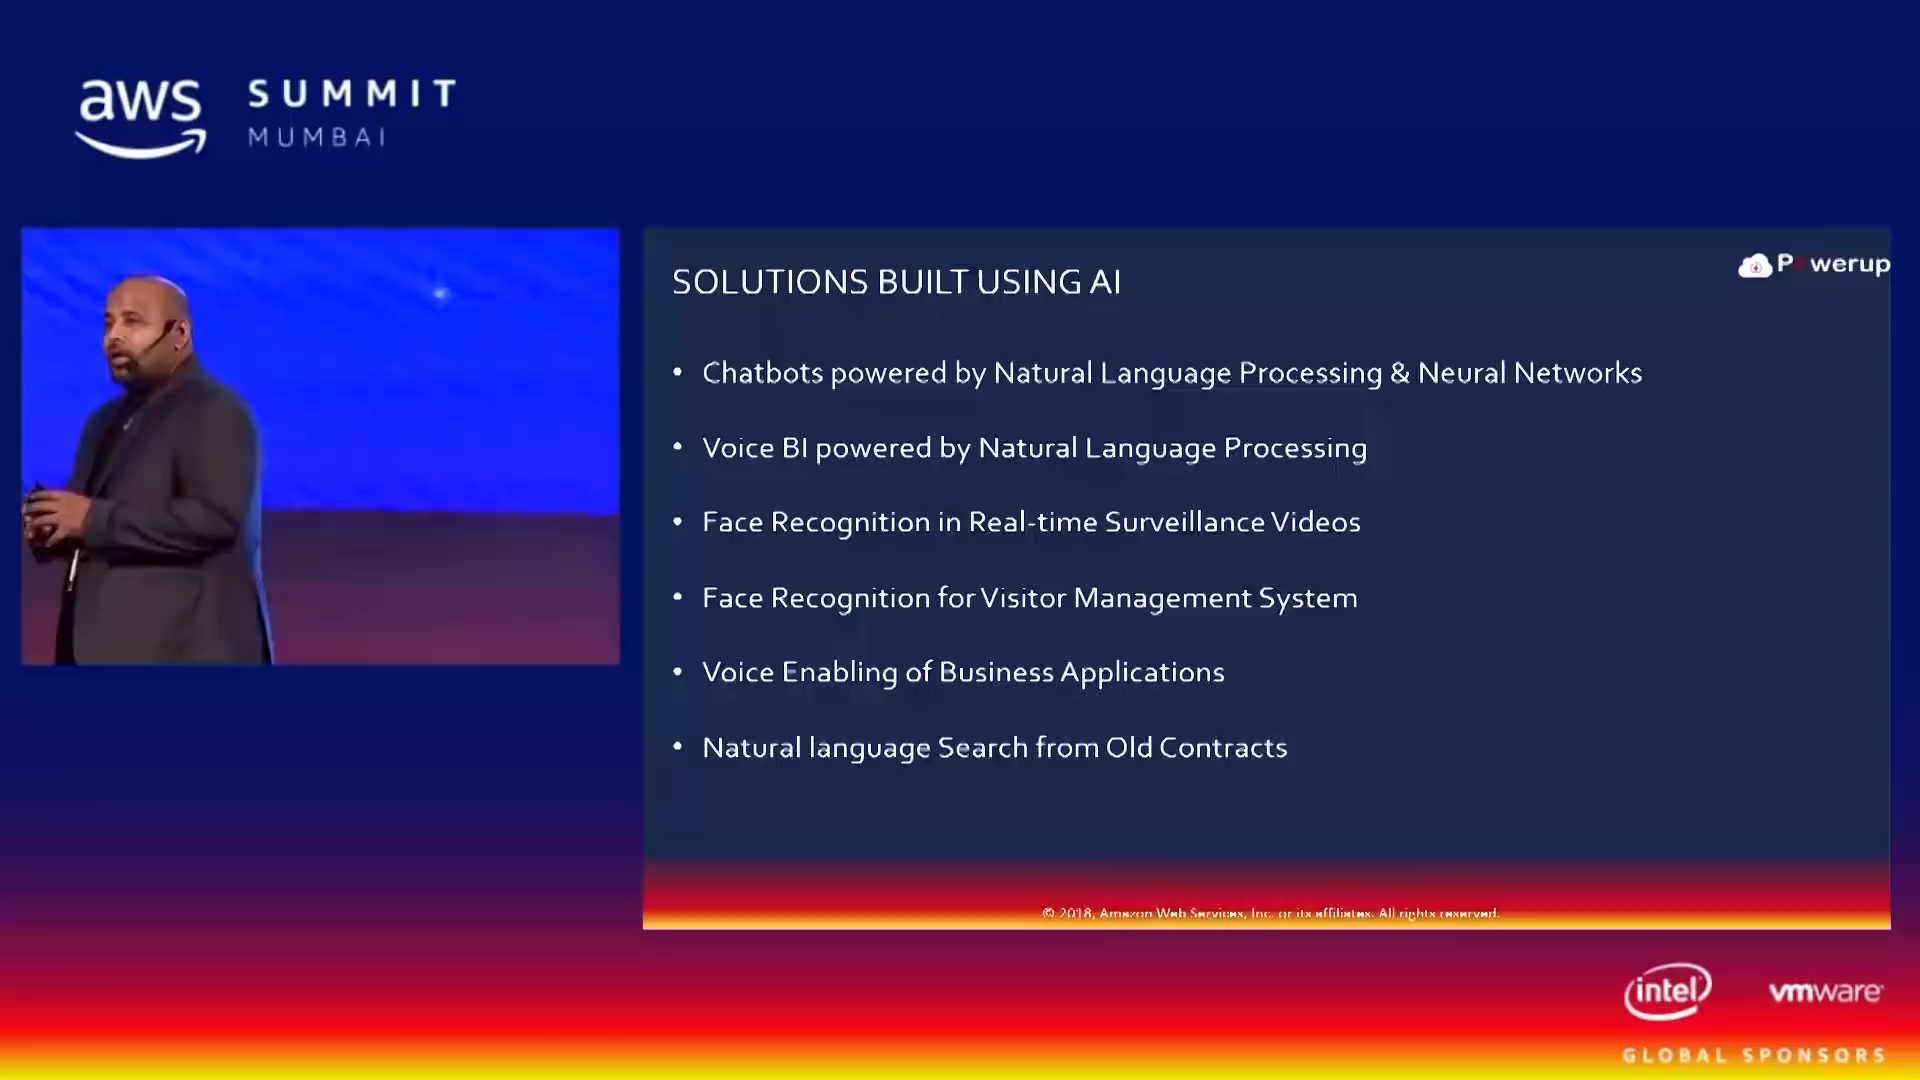 aws SUMMIT
MUMBAI
Powerup
SOLUTIONS BUILT USING AI
• Chatbots powered by Natural Language Processing & Neural Networks
• Voice BI powered by Natural Language Processing
• Face Recognition in Real-time Surveillance Videos
• Face Recognition for Visitor Management System
• Voice Enabling of Business Applications
• Natural language Search from Old Contracts
© 2018, Amazon Web Services, Inc. or its affiliates. All rights reserved.
intel vmware
GLOBAL SPONSORS